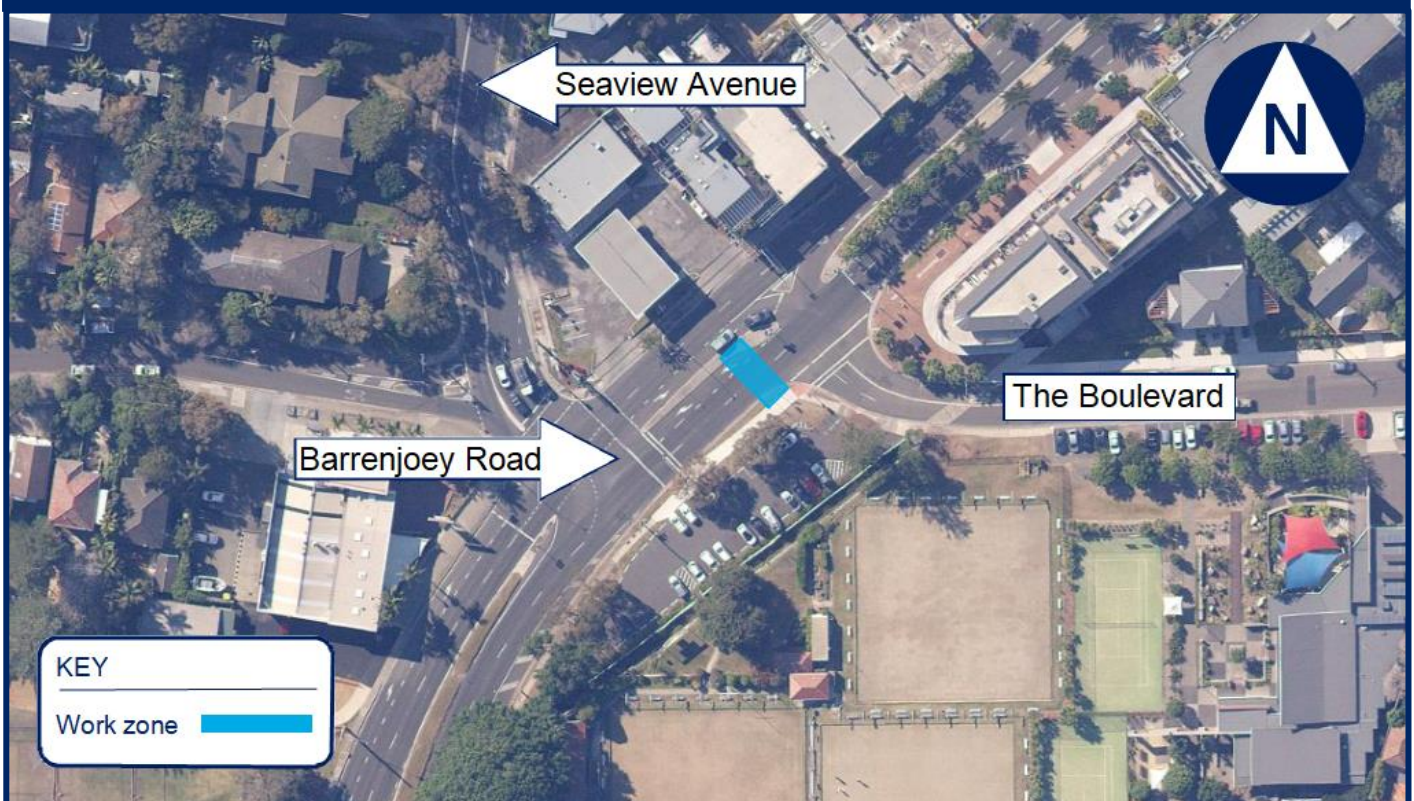 Seaview Avenue
N
The Boulevard
Barrenjoey Road
KEY
Work zone